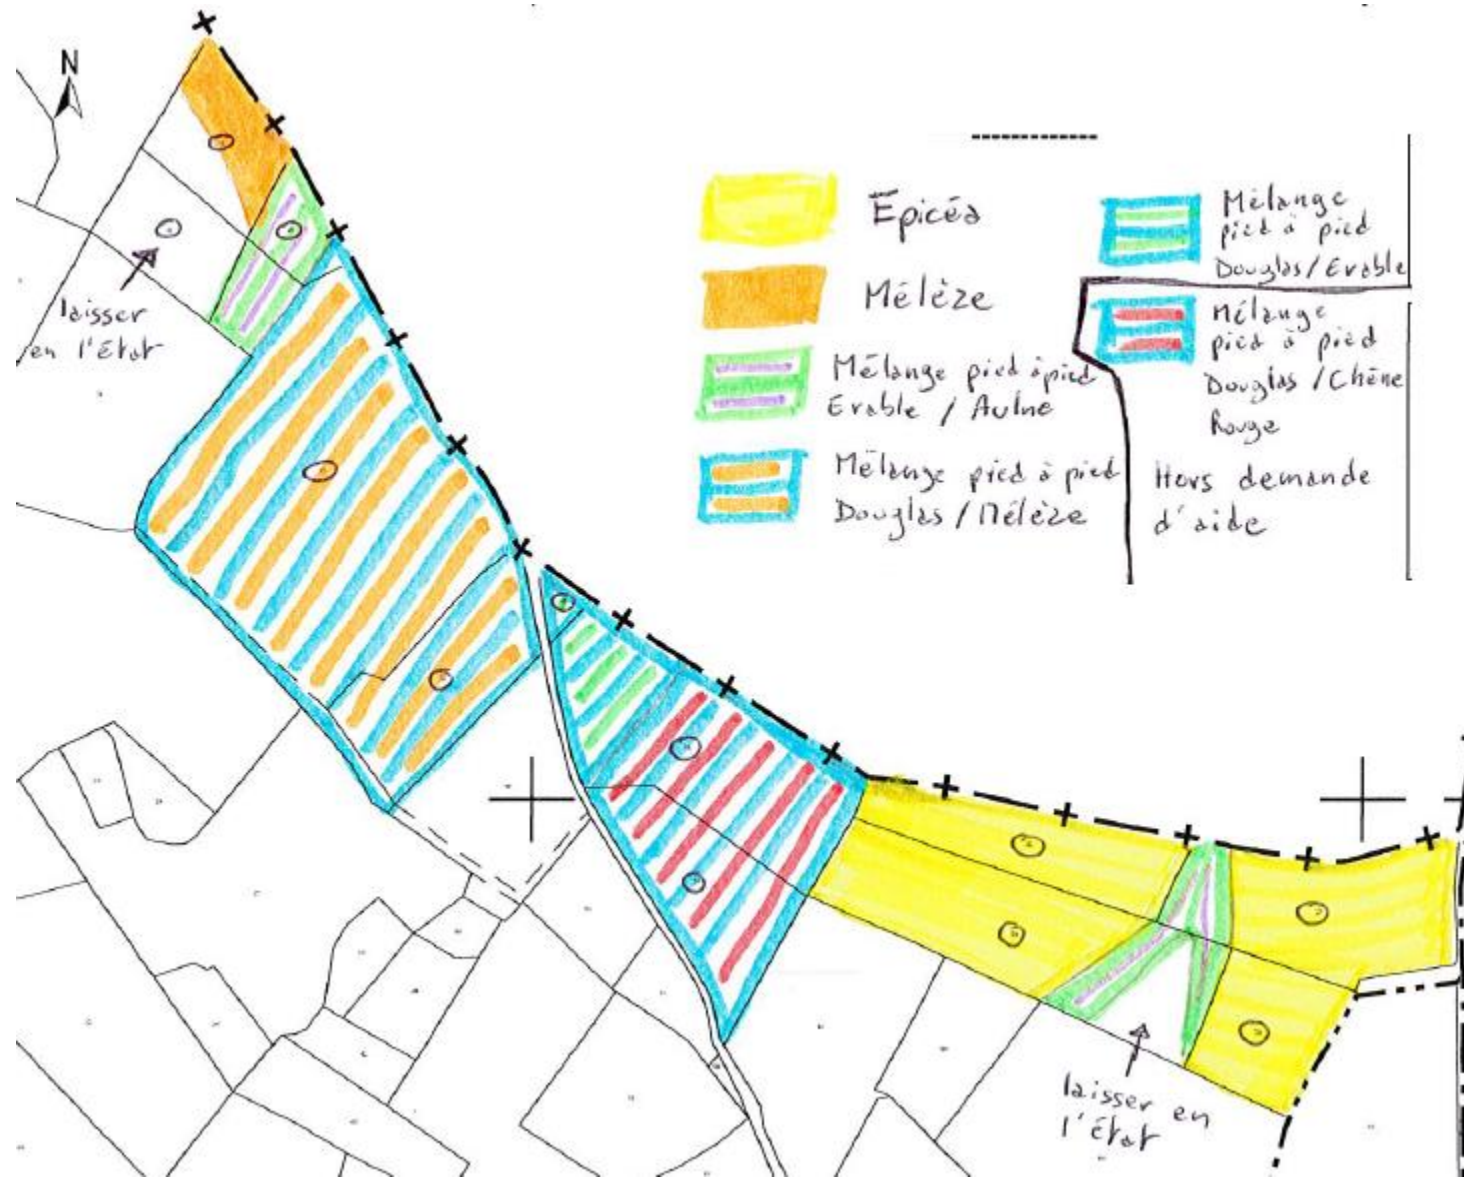 N
laisser
en l'État
Epicéa
Mélèze
Mélange pied à pied
Erable / Aulne
Mélange pied à pied
Douglas / Mélèze
Mélange
pied à pied
Douglas / Erable
Mélange
pied à pied
Douglas / Chêne
Rouge
Hors demande
d'aide
laisser en
l'État